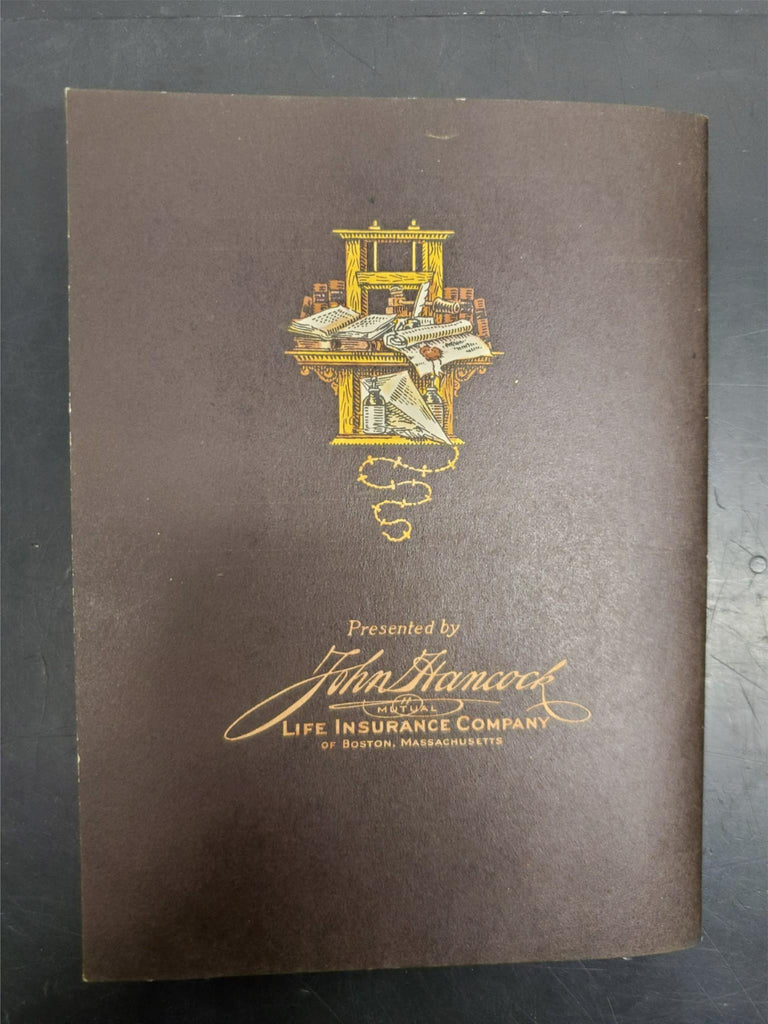 Presented by
John Hancock
MUTUAL
LIFE INSURANCE COMPANY
OF BOSTON, MASSACHUSETTS